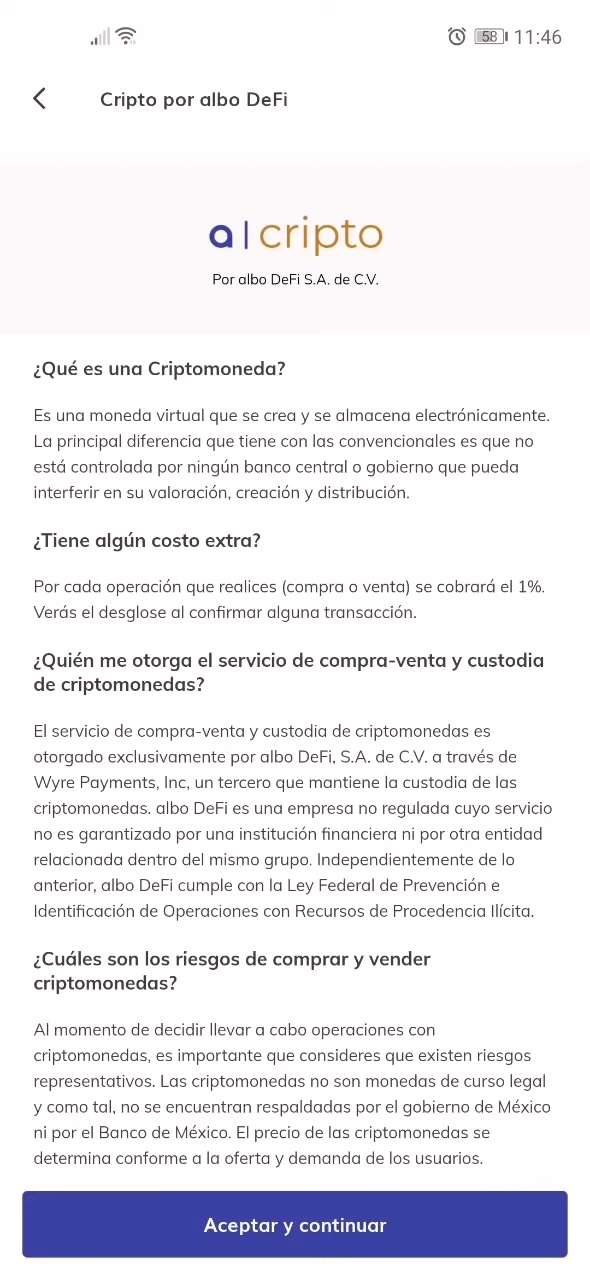 58 11:46
Cripto por albo DeFi
a | cripto
Por albo DeFi S.A. de C.V.
¿Qué es una Criptomoneda?
Es una moneda virtual que se crea y se almacena electrónicamente.
La principal diferencia que tiene con las convencionales es que no
está controlada por ningún banco central o gobierno que pueda
interferir en su valoración, creación y distribución.
¿Tiene algún costo extra?
Por cada operación que realices (compra o venta) se cobrará el 1%.
Verás el desglose al confirmar alguna transacción.
¿Quién me otorga el servicio de compra-venta y custodia
de criptomonedas?
El servicio de compra-venta y custodia de criptomonedas es
otorgado exclusivamente por albo DeFi, S.A. de C.V. a través de
Wyre Payments, Inc, un tercero que mantiene la custodia de las
criptomonedas. albo DeFi es una empresa no regulada cuyo servicio
no es garantizado por una institución financiera ni por otra entidad
relacionada dentro del mismo grupo. Independientemente de lo
anterior, albo DeFi cumple con la Ley Federal de Prevención e
Identificación de Operaciones con Recursos de Procedencia Ilícita.
¿Cuáles son los riesgos de comprar y vender
criptomonedas?
Al momento de decidir llevar a cabo operaciones con
criptomonedas, es importante que consideres que existen riesgos
representativos. Las criptomonedas no son monedas de curso legal
y como tal, no se encuentran respaldadas por el gobierno de México
ni por el Banco de México. El precio de las criptomonedas se
determina conforme a la oferta y demanda de los usuarios.
Aceptar y continuar